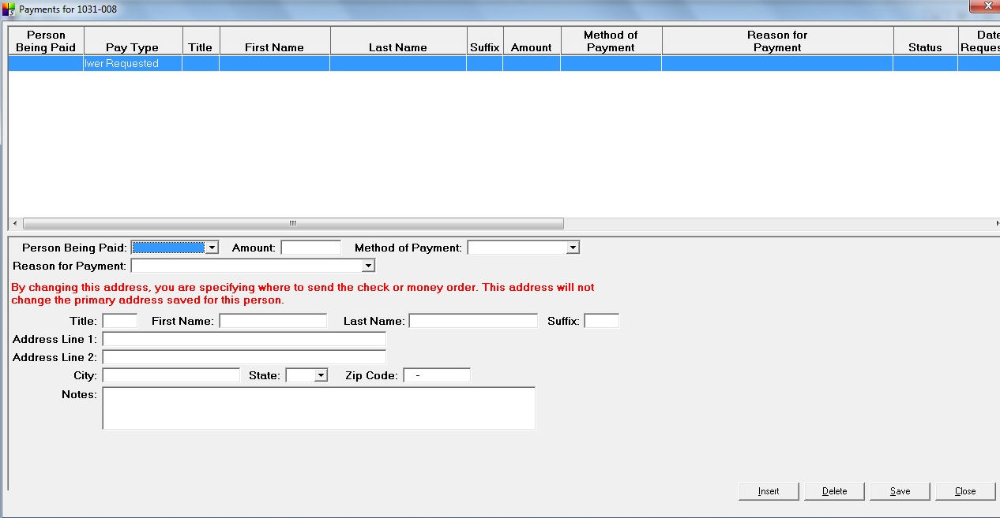 Payments for 1031-008
Person Being Paid Pay Type Title First Name Last Name Suffix Amount Method of Payment Reason for Payment Status Date Reques
Iwer Requested
Person Being Paid: Amount: Method of Payment:
Reason for Payment:
By changing this address, you are specifying where to send the check or money order. This address will not
change the primary address saved for this person.
Title: First Name: Last Name: Suffix:
Address Line 1:
Address Line 2:
City: State: Zip Code: -
Notes:
Insert Delete Save Close